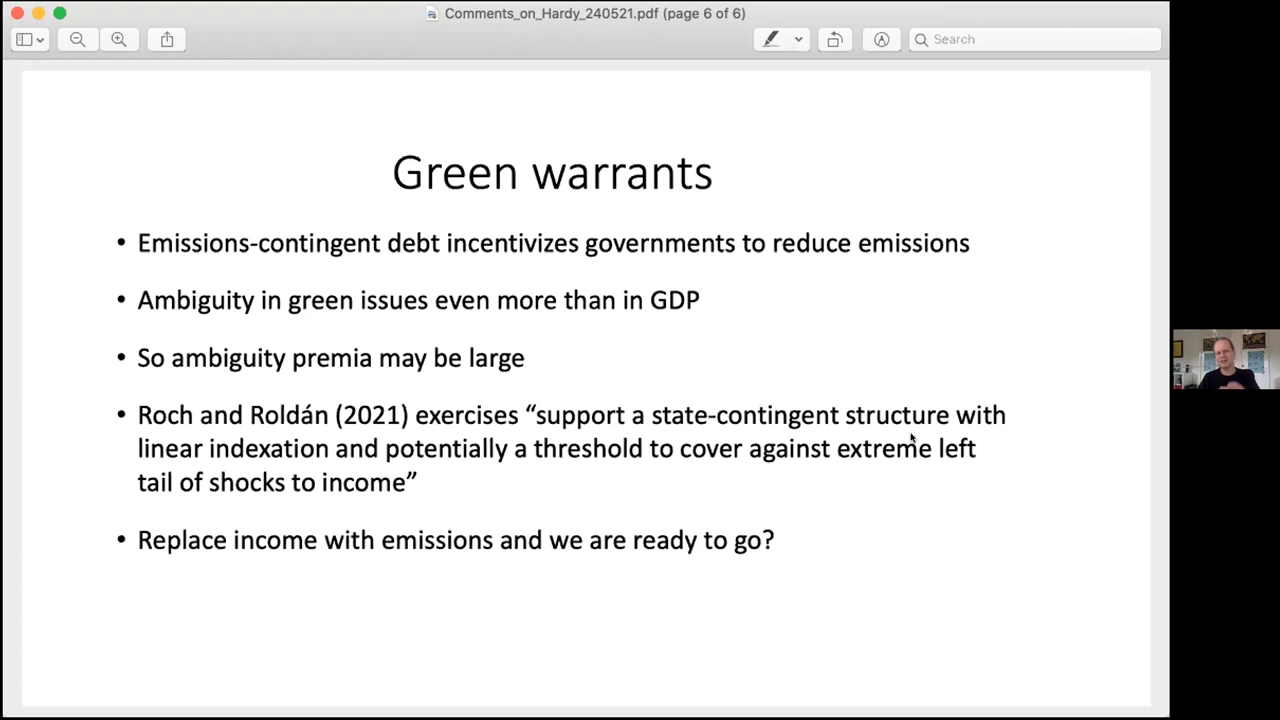 Comments_on_Hardy_240521.pdf (page 6 of 6)
Search
Green warrants
• Emissions-contingent debt incentivizes governments to reduce emissions
• Ambiguity in green issues even more than in GDP
• So ambiguity premia may be large
• Roch and Roldán (2021) exercises “support a state-contingent structure with
linear indexation and potentially a threshold to cover against extreme left
tail of shocks to income”
• Replace income with emissions and we are ready to go?